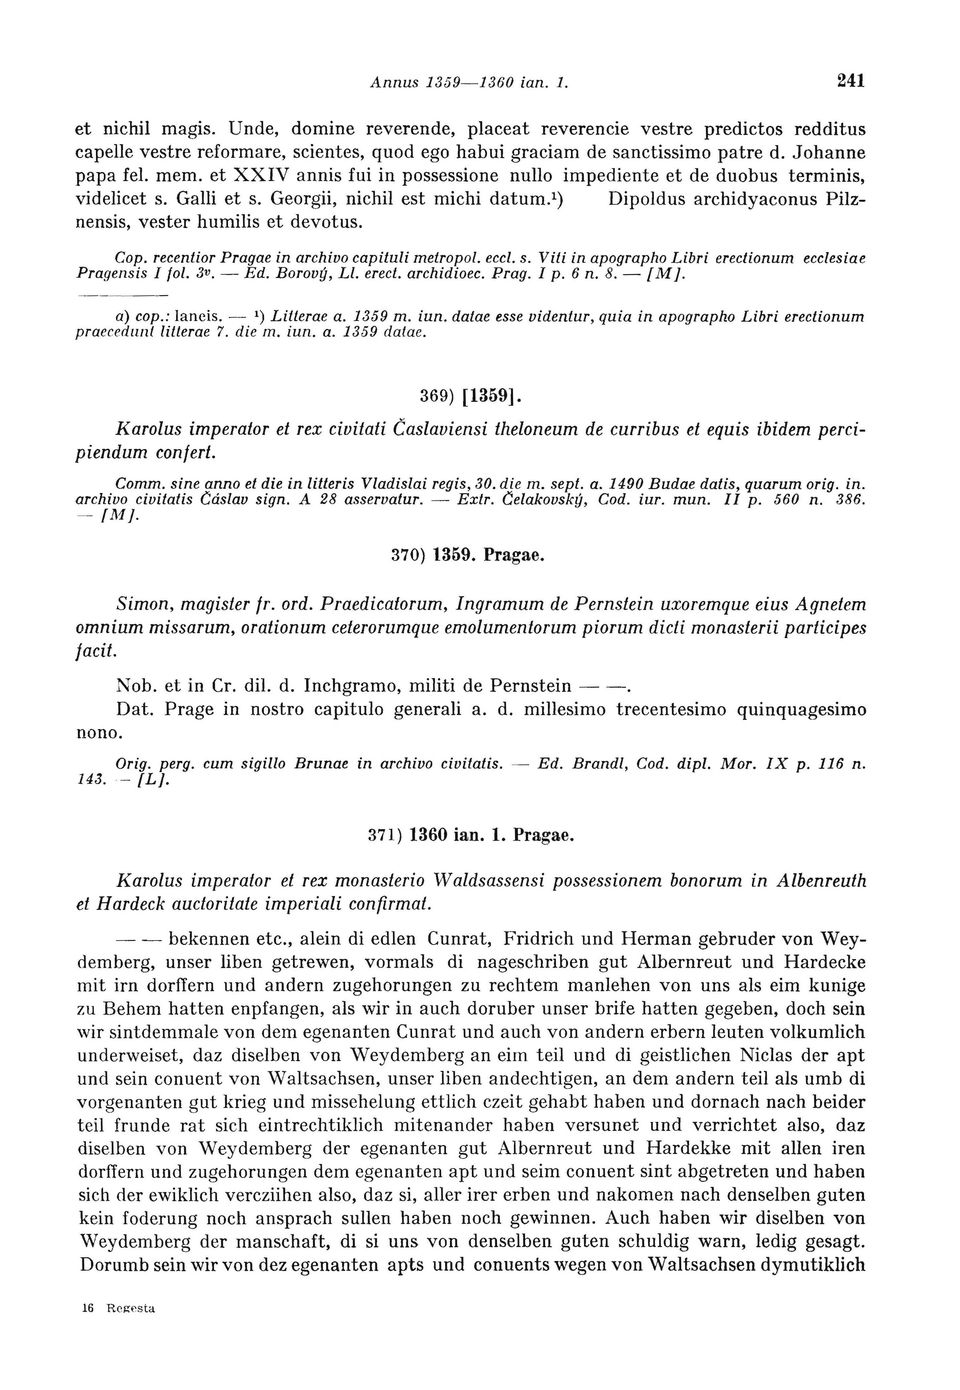 Annus 1359—1360 ian. 1. 241
et nichil magis. Unde, domine reverende, placeat reverencie vestre predictos redditus
capelle vestre reformare, scientes, quod ego habui graciam de sanctissimo patre d. Johanne
papa fel. mem. et XXIV annis fui in possessione nullo impediente et de duobus terminis,
videlicet s. Galli et s. Georgii, nichil est michi datum.¹) Dipoldus archidyaconus Pilz-
nensis, vester humilis et devotus.
Cop. recentior Pragae in archivo capituli metropol. eccl. s. Viti in apographo Libri erectionum ecclesiae
Pragensis I fol. 3v. — Ed. Borový, Ll. erect. archidioec. Prag. I p. 6 n. 8. — [M].
a) cop.: lancis. — ¹) Litterae a. 1359 m. iun. datae esse videntur, quia in apographo Libri erectionum
praecedunt litterae 7. die m. iun. a. 1359 datae.
369) [1359].
Karolus imperator et rex civitati Časlaviensi theloneum de curribus et equis ibidem perci-
piendum confert.
Comm. sine anno et die in litteris Vladislai regis, 30. die m. sept. a. 1490 Budae datis, quarum orig. in.
archivo civitatis Čáslav sign. A 28 asservatur. — Extr. Čelakovský, Cod. iur. mun. II p. 560 n. 386.
— [M].
370) 1359. Pragae.
Simon, magister fr. ord. Praedicatorum, Ingramum de Pernstein uxoremque eius Agnetem
omnium missarum, orationum ceterorumque emolumentorum piorum dicti monasterii participes
facit.
Nob. et in Cr. dil. d. Inchgramo, militi de Pernstein — —.
Dat. Prage in nostro capitulo generali a. d. millesimo trecentesimo quinquagesimo
nono.
Orig. perg. cum sigillo Brunae in archivo civitatis. — Ed. Brandl, Cod. dipl. Mor. IX p. 116 n.
143. — [L].
371) 1360 ian. 1. Pragae.
Karolus imperator et rex monasterio Waldsassensi possessionem bonorum in Albenreuth
et Hardeck auctoritate imperiali confirmat.
— — bekennen etc., alein di edlen Cunrat, Fridrich und Herman gebruder von Wey-
demberg, unser liben getrewen, vormals di nageschriben gut Albernreut und Hardecke
mit irn dorffern und andern zugehorungen zu rechtem manlehen von uns als eim kunige
zu Behem hatten enpfangen, als wir in auch doruber unser brife hatten gegeben, doch sein
wir sintdemmale von dem egenanten Cunrat und auch von andern erbern leuten volkumlich
underweiset, daz diselben von Weydemberg an eim teil und di geistlichen Niclas der apt
und sein conuent von Waltsachsen, unser liben andechtigen, an dem andern teil als umb di
vorgenanten gut krieg und missehelung ettlich czeit gehabt haben und dornach nach beider
teil frunde rat sich eintrechtiklich mitenander haben versunet und verrichtet also, daz
diselben von Weydemberg der egenanten gut Albernreut und Hardekke mit allen iren
dorffern und zugehorungen dem egenanten apt und seim conuent sint abgetreten und haben
sich der ewiklich vercziihen also, daz si, aller irer erben und nakomen nach denselben guten
kein foderung noch ansprach sullen haben noch gewinnen. Auch haben wir diselben von
Weydemberg der manschaft, di si uns von denselben guten schuldig warn, ledig gesagt.
Dorumb sein wir von dez egenanten apts und conuents wegen von Waltsachsen dymutiklich
16 Regesta